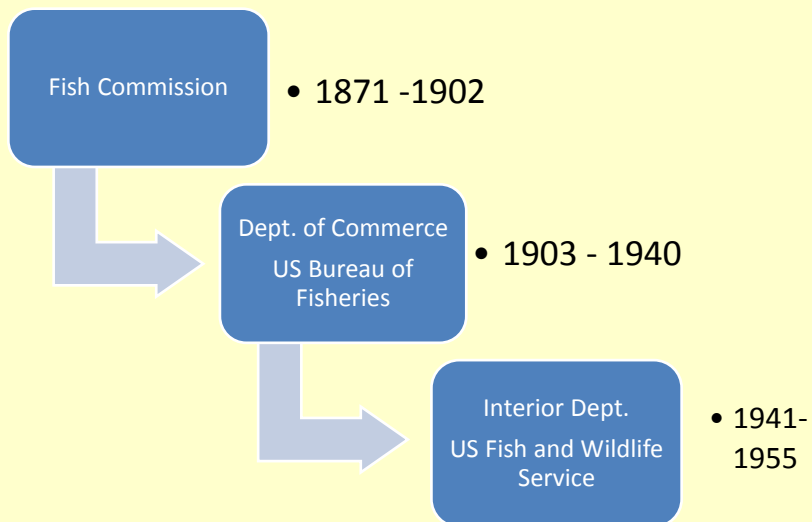 Fish Commission
• 1871 -1902
Dept. of Commerce
US Bureau of
Fisheries
• 1903 - 1940
Interior Dept.
US Fish and Wildlife
Service
• 1941-
1955